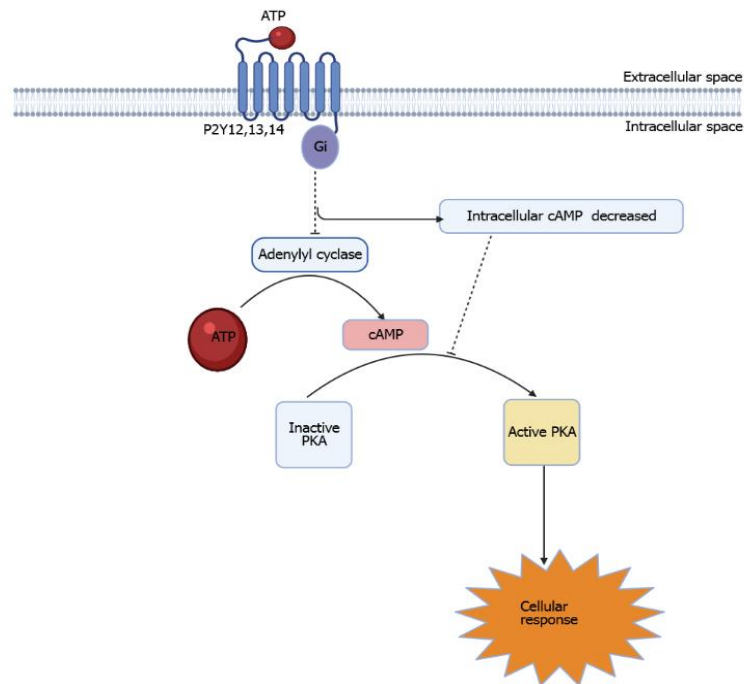 ATP
Extracellular space
Intracellular space
P2Y12,13,14
Gi
Intracellular cAMP decreased
Adenylyl cyclase
ATP
cAMP
Inactive
PKA
Active PKA
Cellular
response